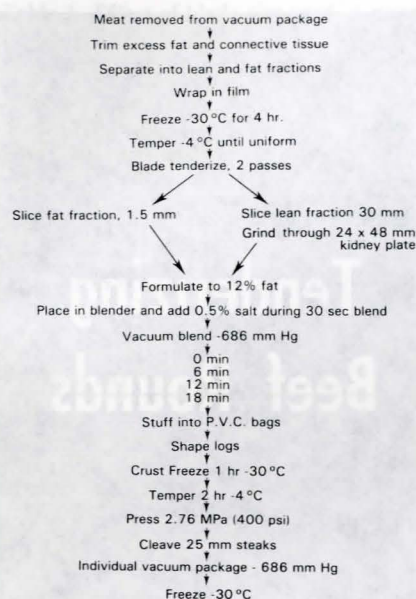 Meat removed from vacuum package
Trim excess fat and connective tissue
Separate into lean and fat fractions
Wrap in film
Freeze -30 °C for 4 hr.
Temper -4 °C until uniform
Blade tenderize, 2 passes
Slice fat fraction, 1.5 mm
Slice lean fraction 30 mm
Grind through 24 x 48 mm
kidney plate
Formulate to 12% fat
Place in blender and add 0.5% salt during 30 sec blend
Vacuum blend -686 mm Hg
0 min
6 min
12 min
18 min
Stuff into P.V.C. bags
Shape logs
Crust Freeze 1 hr -30 °C
Temper 2 hr -4 °C
Press 2.76 MPa (400 psi)
Cleave 25 mm steaks
Individual vacuum package - 686 mm Hg
Freeze -30 °C